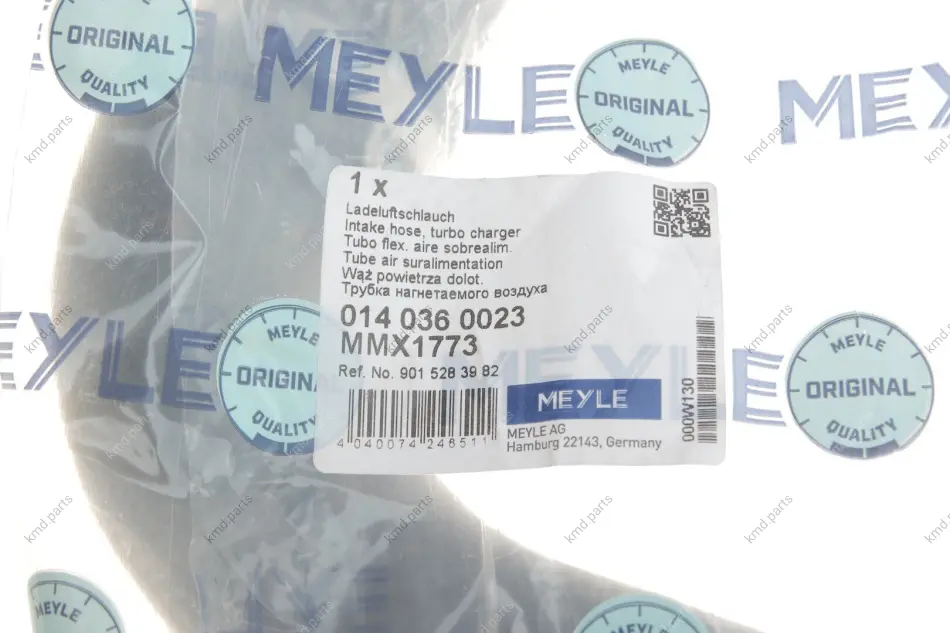 ORIGINAL
QUALITY
MEYLE
MEYLE
ORIGINAL
QUALITY
1 x
Ladeluftschlauch
Intake hose, turbo charger
Tubo flex. aire sobrealim.
Tube air suralimentation
Wąż powietrza dolot.
Трубка нагнетаемого воздуха
014 036 0023
MMX1773
Ref. No. 901 528 39 82
4 040074 246511
MEYLE
MEYLE AG
Hamburg 22143, Germany
000W130
MEYLE
MEYLE
ORIGINAL
QUALITY
MEYLE
ORIGINAL
QUALITY
MEYLE
MEYLE
kmd.parts